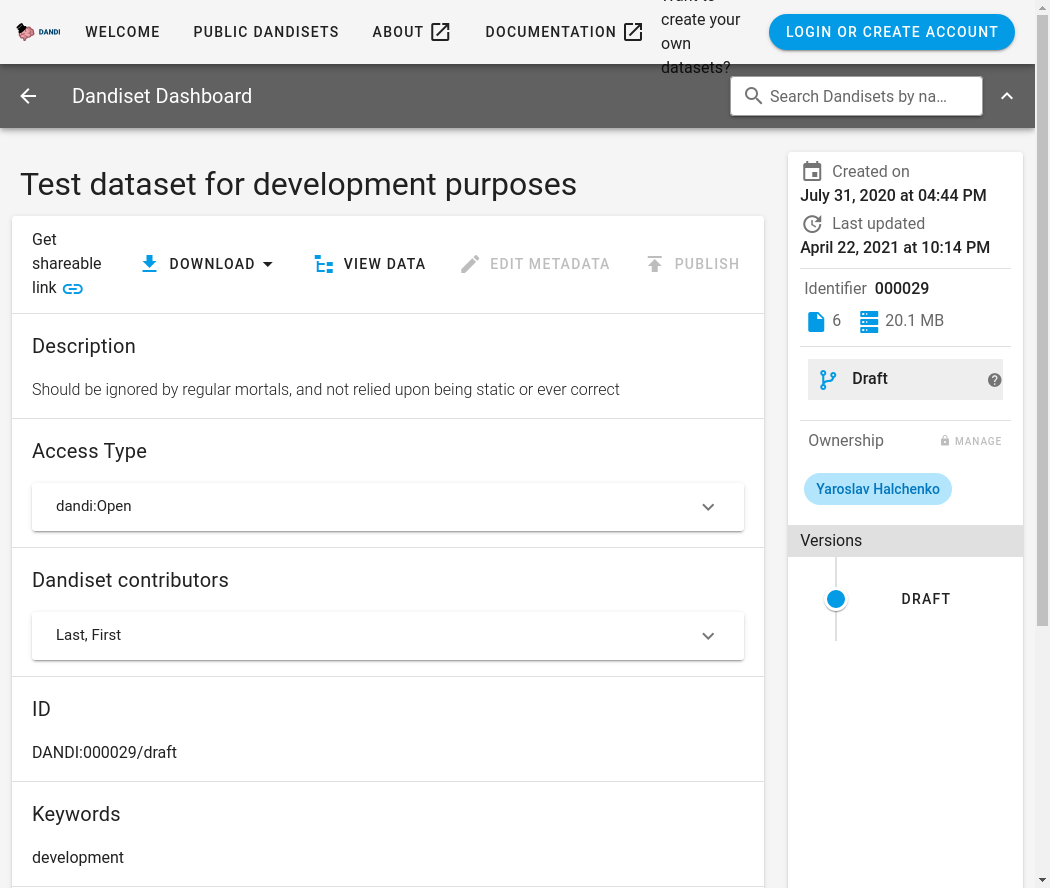 DANDI
WELCOME
PUBLIC DANDISETS
ABOUT
DOCUMENTATION
create your
own
datasets?
LOGIN OR CREATE ACCOUNT
Dandiset Dashboard
Search Dandisets by na…
Test dataset for development purposes
Get
shareable
link
DOWNLOAD
VIEW DATA
EDIT METADATA
PUBLISH
Description
Should be ignored by regular mortals, and not relied upon being static or ever correct
Access Type
dandi:Open
Dandiset contributors
Last, First
ID
DANDI:000029/draft
Keywords
development
Created on
July 31, 2020 at 04:44 PM
Last updated
April 22, 2021 at 10:14 PM
Identifier 000029
6 20.1 MB
Draft
Ownership
MANAGE
Yaroslav Halchenko
Versions
DRAFT